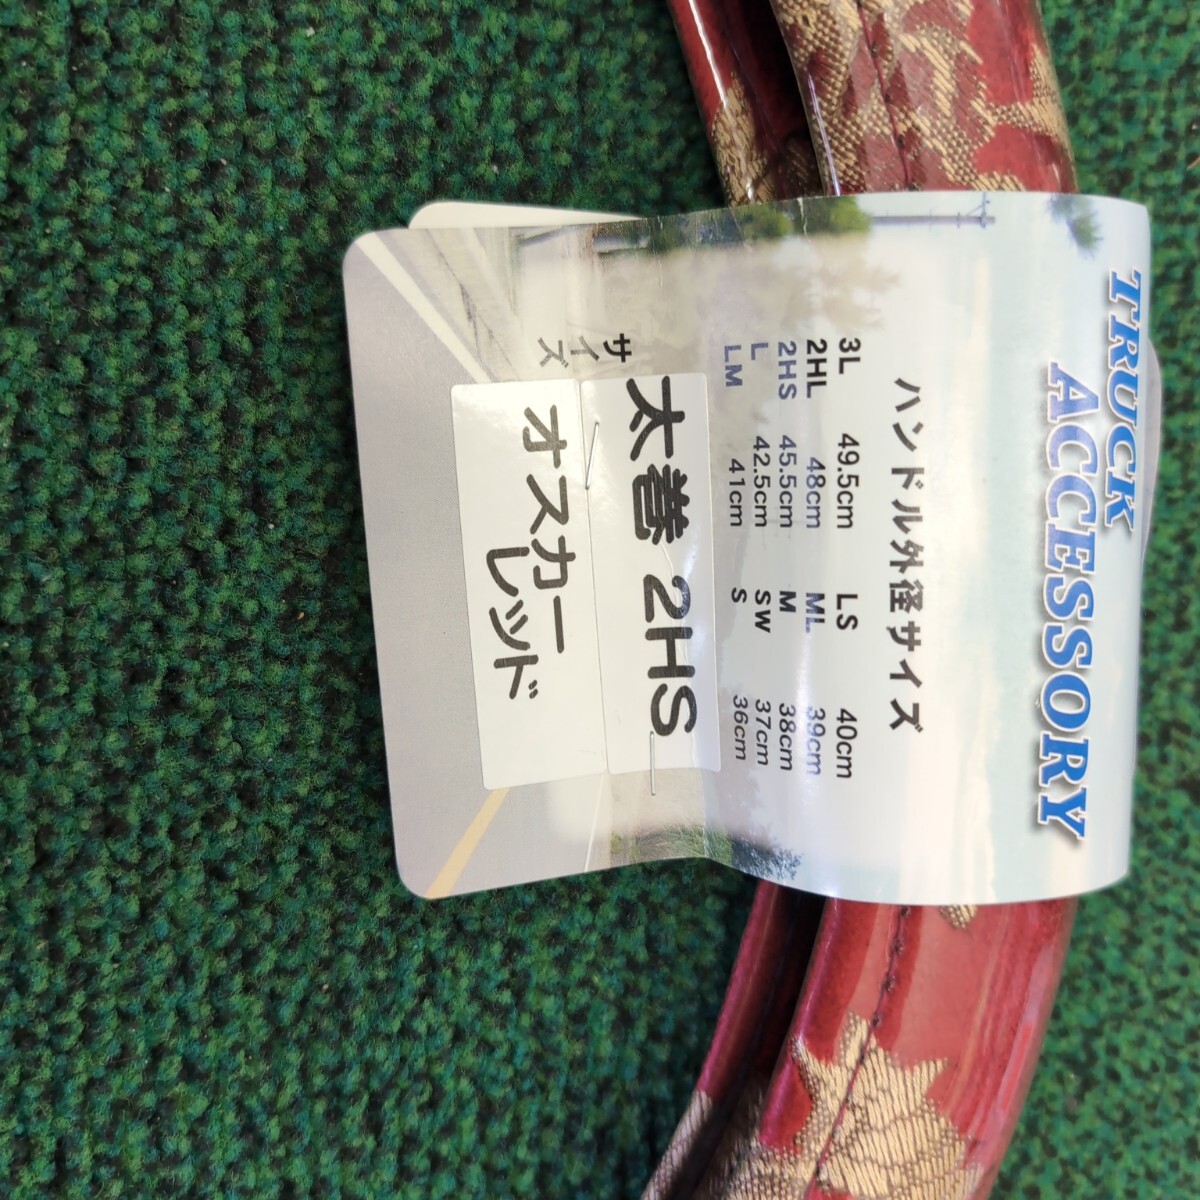 TRUCK
ACCESSORY
ハンドル外径サイズ
3L 49.5cm LS 40cm
2HL 48cm ML 39cm
2HS 45.5cm M 38cm
L 42.5cm SW 37cm
LM 41cm S 36cm
サイズ
太巻 2HS
オスカー
レッド